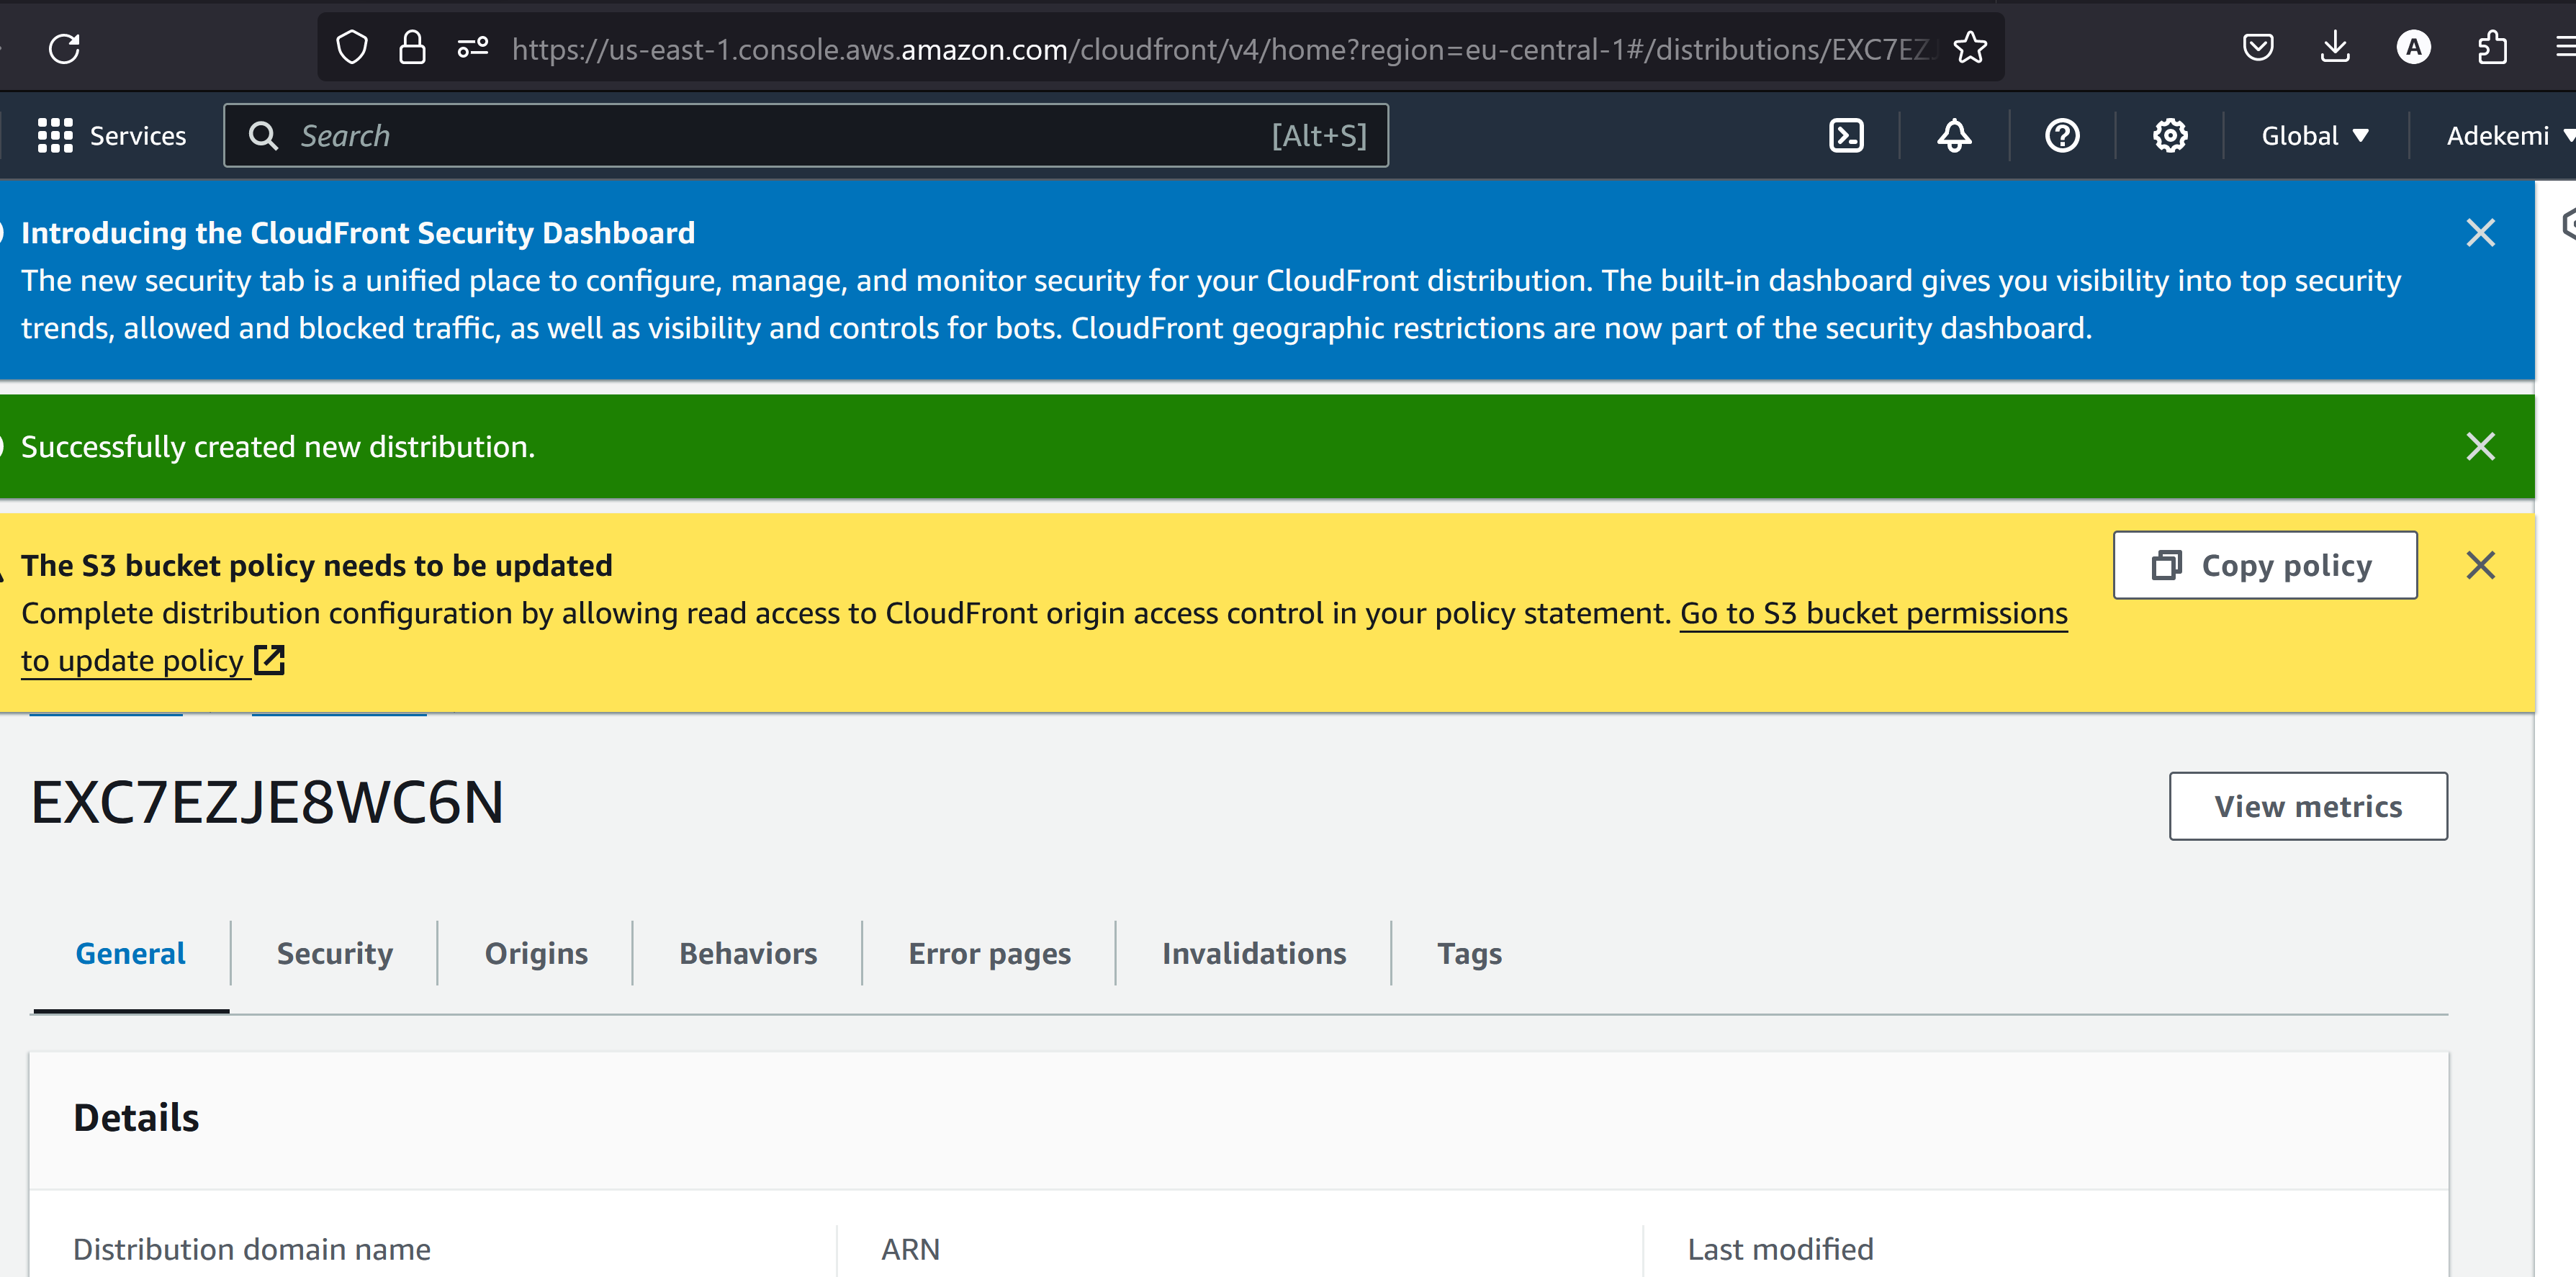 https://us-east-1.console.aws.amazon.com/cloudfront/v4/home?region=eu-central-1#/distributions/EXC7EZJ
Services
Search
[Alt+S]
Global
Adekemi
Introducing the CloudFront Security Dashboard
The new security tab is a unified place to configure, manage, and monitor security for your CloudFront distribution. The built-in dashboard gives you visibility into top security
trends, allowed and blocked traffic, as well as visibility and controls for bots. CloudFront geographic restrictions are now part of the security dashboard.
Successfully created new distribution.
The S3 bucket policy needs to be updated
Copy policy
Complete distribution configuration by allowing read access to CloudFront origin access control in your policy statement. Go to S3 bucket permissions
to update policy
EXC7EZJE8WC6N
View metrics
General
Security
Origins
Behaviors
Error pages
Invalidations
Tags
Details
Distribution domain name
ARN
Last modified